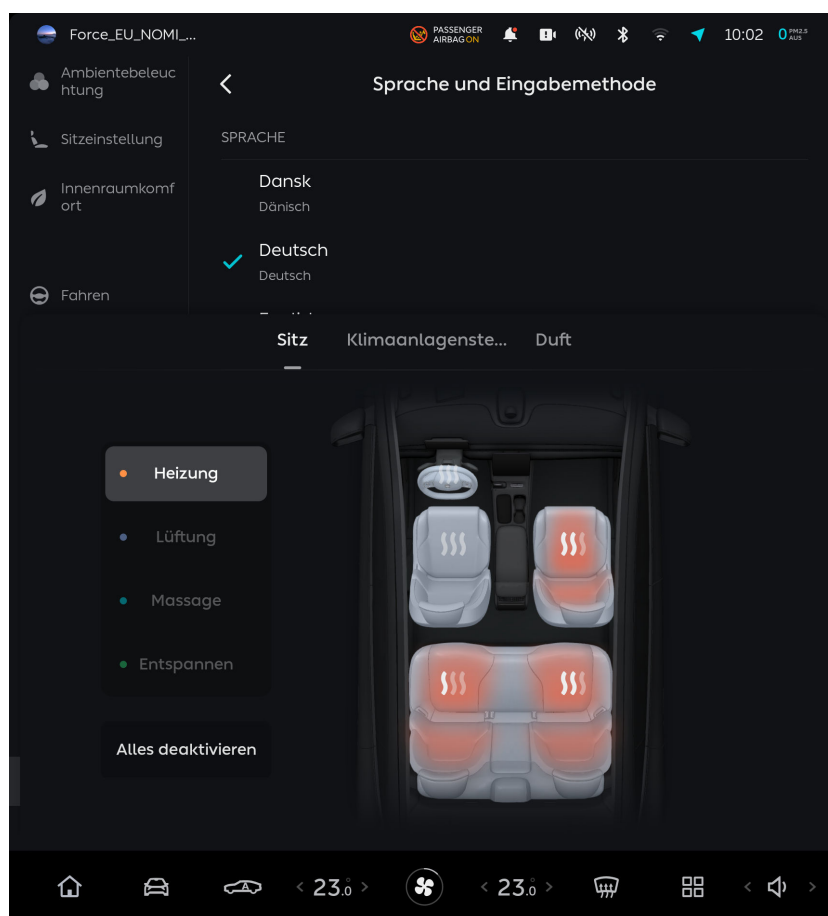 Force_EU_NOMI_...
PASSENGER
AIRBAG ON
10:02
0 PM2.5
AUS
Ambientebeleuc
htung
Sitzeinstellung
Innenraumkomf
ort
Fahren
Sprache und Eingabemethode
SPRACHE
Dansk
Dänisch
Deutsch
Deutsch
Sitz
Klimaanlagenste...
Duft
Heizung
Lüftung
Massage
Entspannen
Alles deaktivieren
A
< 23.0° >
< 23.0° >
< >